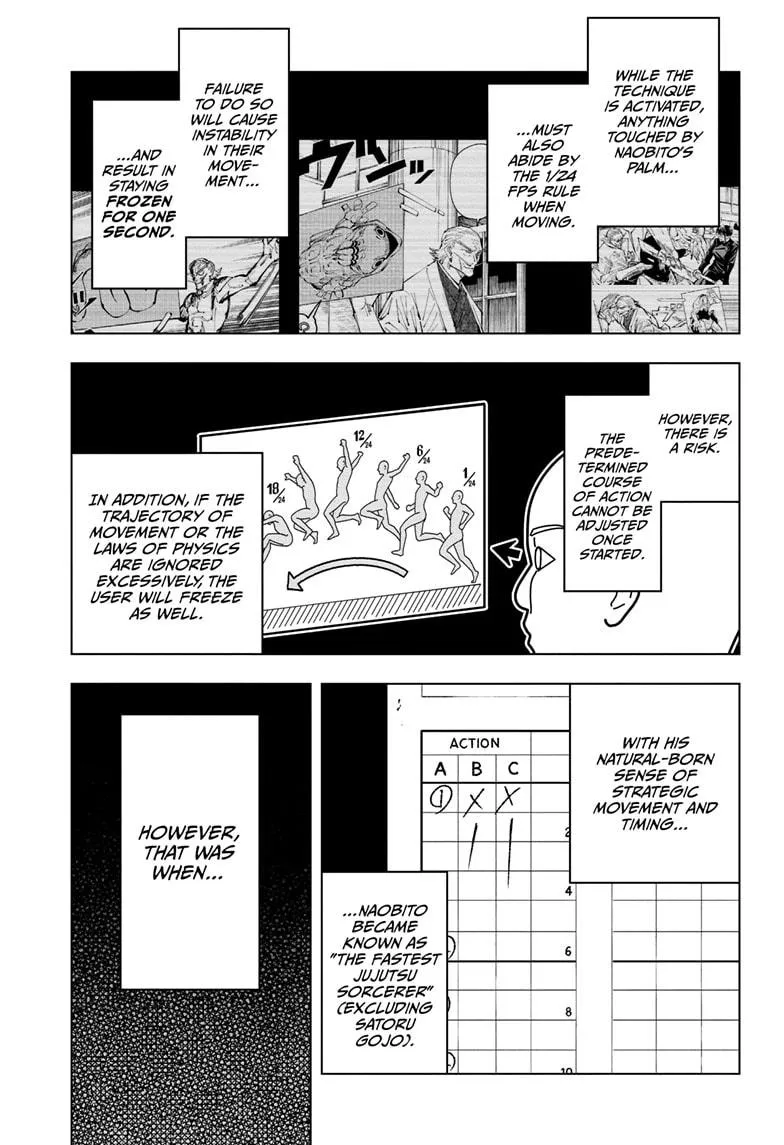 WHILE THE
TECHNIQUE
IS ACTIVATED,
ANYTHING
TOUCHED BY
NAOBITO'S
PALM...
...MUST
ALSO
ABIDE BY
THE 1/24
FPS RULE
WHEN
MOVING.
FAILURE
TO DO SO
WILL CAUSE
INSTABILITY
IN THEIR
MOVE-
MENT...
...AND
RESULT IN
STAYING
FROZEN
FOR ONE
SECOND.
HOWEVER,
THERE IS
A RISK.
THE
PREDE-
TERMINED
COURSE
OF ACTION
CANNOT BE
ADJUSTED
ONCE
STARTED.
1/24
6/24
12/24
18/24
IN ADDITION, IF THE
TRAJECTORY OF
MOVEMENT OR THE
LAWS OF PHYSICS
ARE IGNORED
EXCESSIVELY, THE
USER WILL FREEZE
AS WELL.
WITH HIS
NATURAL-BORN
SENSE OF
STRATEGIC
MOVEMENT AND
TIMING...
ACTION
A B C
① X X
2
4
6
8
10
...NAOBITO
BECAME
KNOWN AS
"THE FASTEST
JUJUTSU
SORCERER"
(EXCLUDING
SATORU
GOJO).
HOWEVER,
THAT WAS
WHEN...